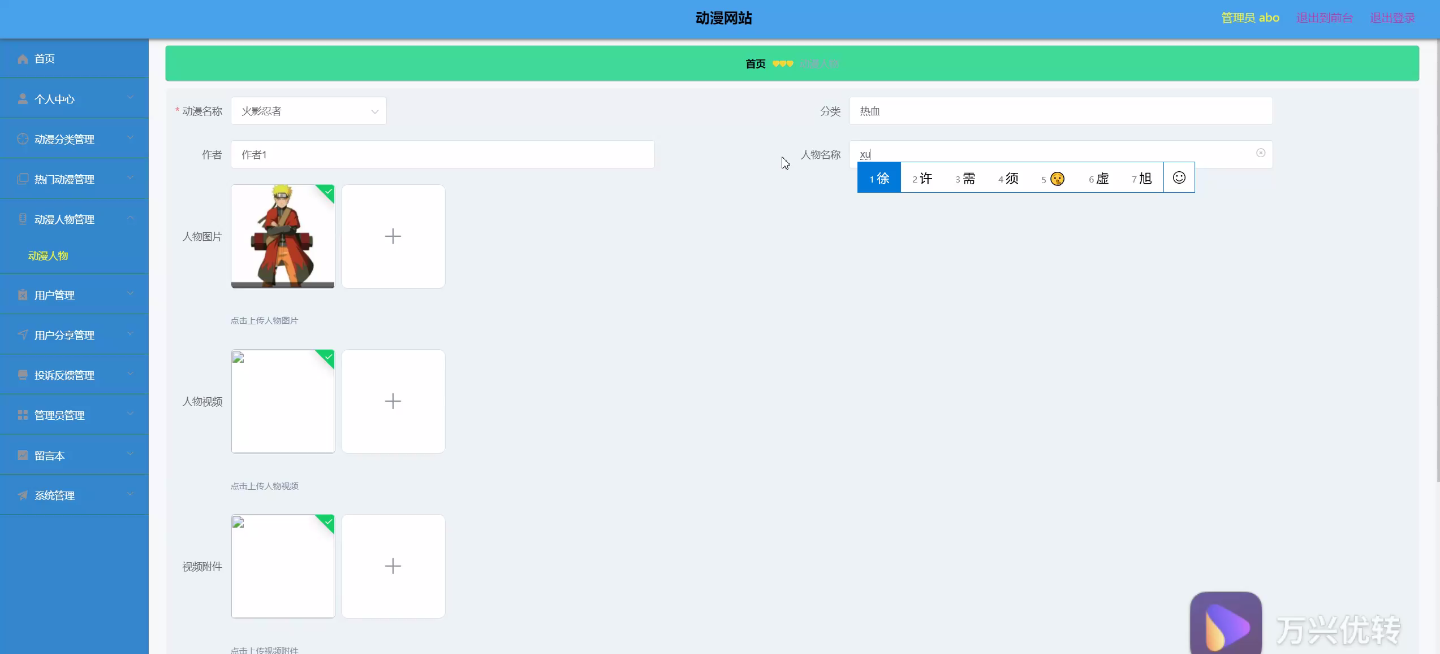 动漫网站
管理员 abo 退出到前台 退出登录
首页
个人中心
动漫分类管理
热门动漫管理
动漫人物管理
动漫人物
用户管理
用户分享管理
投诉反馈管理
管理员管理
留言本
系统管理
首页
* 动漫名称 火影忍者
分类 热血
作者 作者1
人物名称 xu
1 徐 2 许 3 需 4 须 5 😗 6 虚 7 旭
人物图片
点击上传人物图片
人物视频
点击上传人物视频
视频附件
点击上传视频附件
万兴优转